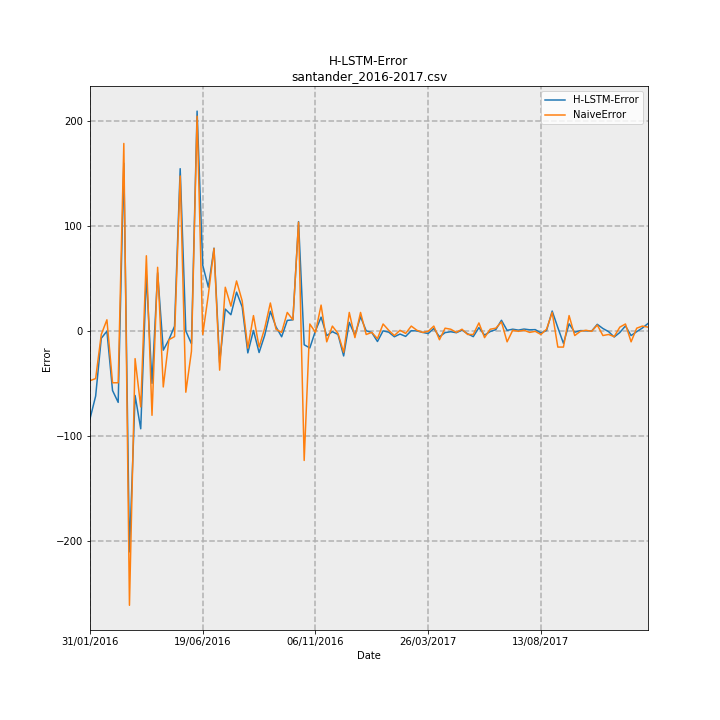 H-LSTM-Error
santander_2016-2017.csv
H-LSTM-Error
NaiveError
200
100
0
−100
−200
Error
31/01/2016
19/06/2016
06/11/2016
26/03/2017
13/08/2017
Date